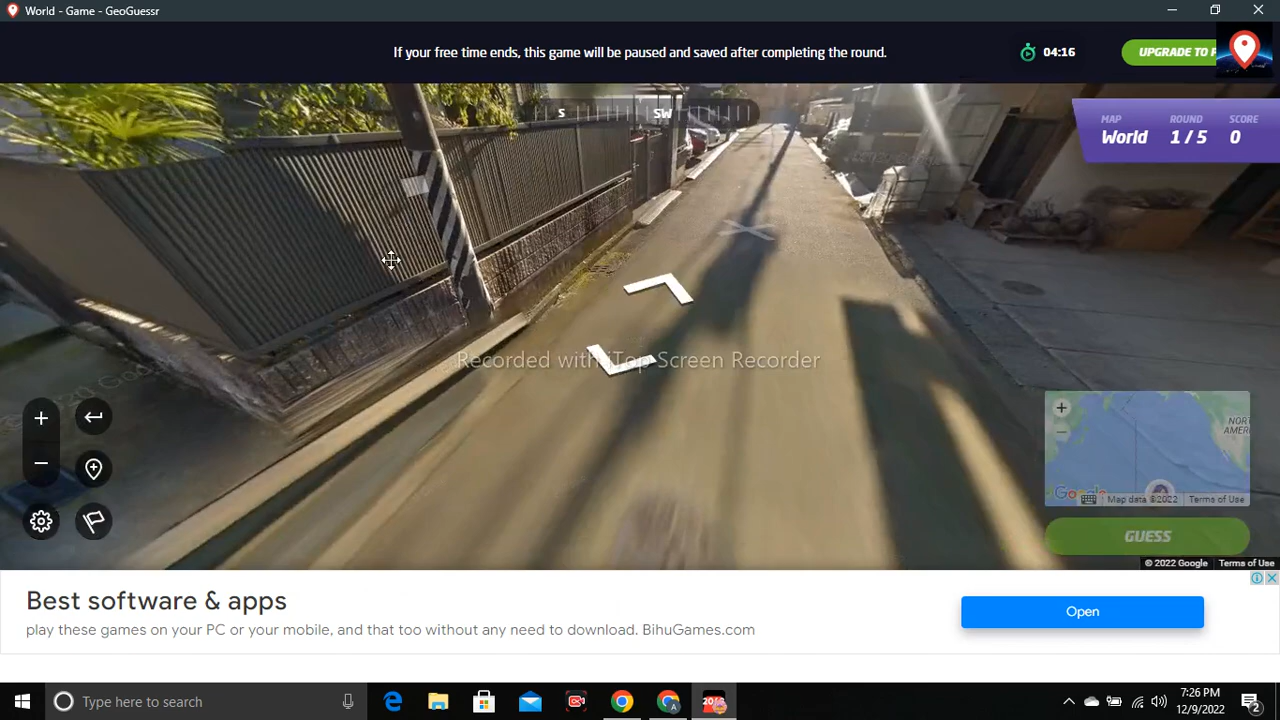 World - Game - GeoGuessr
If your free time ends, this game will be paused and saved after completing the round.
04:16
UPGRADE TO
S
SW
MAP
World
ROUND
1 / 5
SCORE
0
Recorded with iTop Screen Recorder
NORT
AMERI
Google
Map data ©2022
Terms of Use
GUESS
© 2022 Google
Terms of Use
Best software & apps
play these games on your PC or your mobile, and that too without any need to download. BihuGames.com
Open
Type here to search
7:26 PM
12/9/2022
2